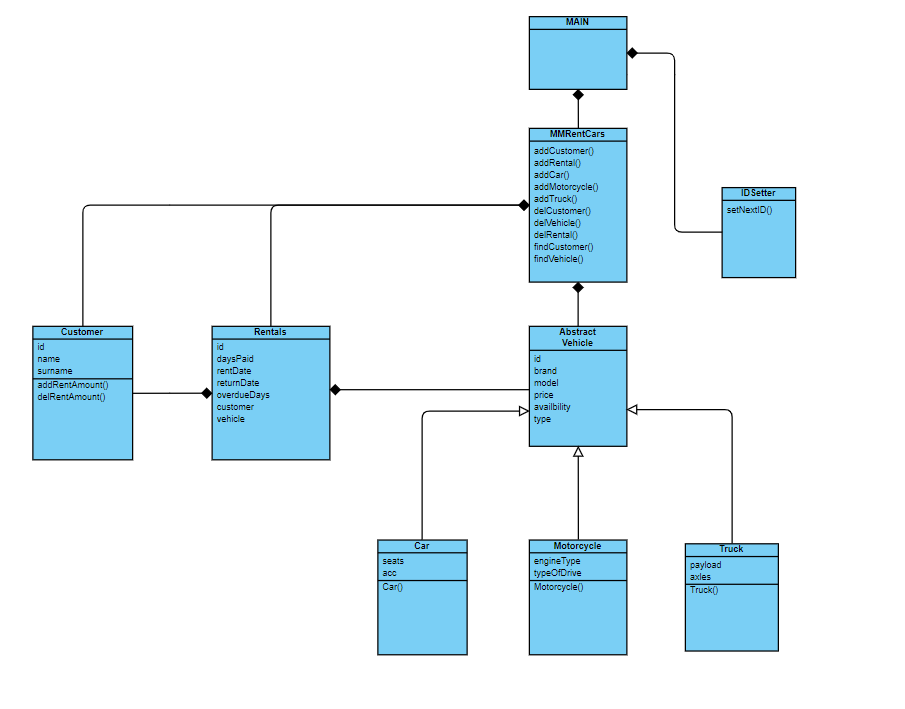 MAIN
MMRentCars
addCustomer()
addRental()
addCar()
addMotorcycle()
addTruck()
delCustomer()
delVehicle()
delRental()
findCustomer()
findVehicle()
IDSetter
setNextID()
Customer
id
name
surname
addRentAmount()
delRentAmount()
Rentals
id
daysPaid
rentDate
returnDate
overdueDays
customer
vehicle
Abstract
Vehicle
id
brand
model
price
availbility
type
Car
seats
acc
Car()
Motorcycle
engineType
typeOfDrive
Motorcycle()
Truck
payload
axles
Truck()